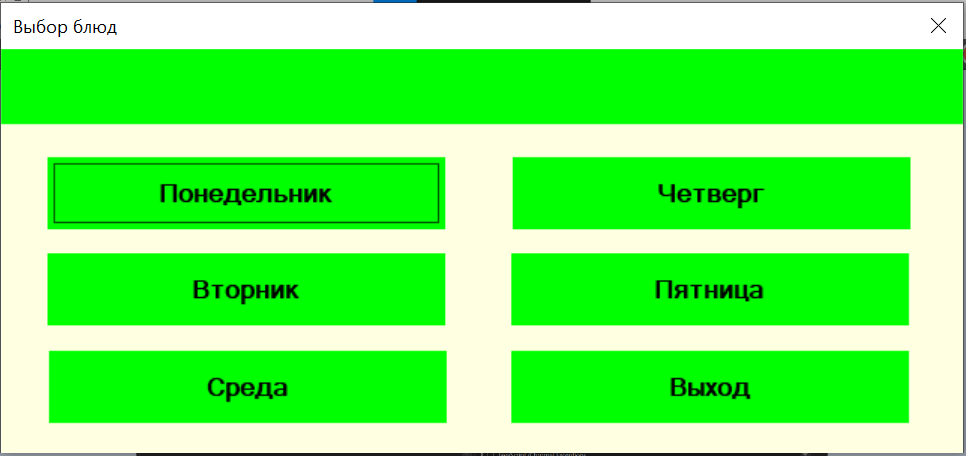 Выбор блюд
Понедельник
Четверг
Вторник
Пятница
Среда
Выход